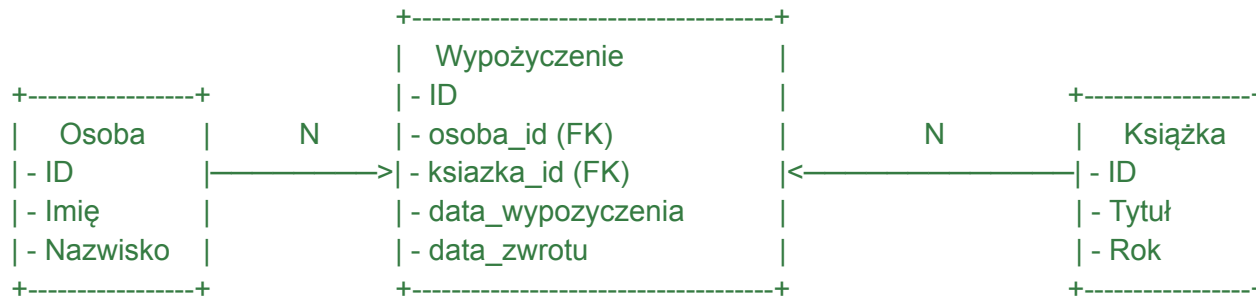 +------------------------------------+
| Wypożyczenie |
+-----------------+ | - ID | +------------------+
| Osoba | N | - osoba_id (FK) | N | Książka
| - ID |──────────>| - ksiazka_id (FK) |<────────────────| - ID
| - Imię | | - data_wypozyczenia | | - Tytuł
| - Nazwisko | | - data_zwrotu | | - Rok
+-----------------+ +------------------------------------+ +------------------+